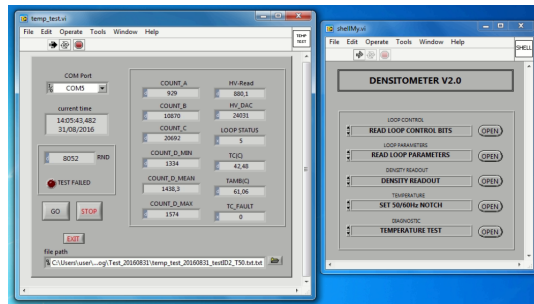 temp_test.vi
File Edit Operate Tools Window Help
TEMP
TEST
COM Port
COM5
current time
14:05:43,482
31/08/2016
8052 RND
TEST FAILED
GO STOP
EXIT
file path
C:\Users\user\...og\Test_20160831\temp_test_20160831_testID2_T50.txt.txt
COUNT_A
929
COUNT_B
10870
COUNT_C
20692
COUNT_D_MIN
1334
COUNT_D_MEAN
1438,3
COUNT_D_MAX
1574
HV-Read
880,1
HV_DAC
24031
LOOP STATUS
5
TC(C)
42,48
TAMB(C)
61,06
TC_FAULT
0
shellMy.vi
File Edit Operate Tools Window Help
SHELL
DENSITOMETER V2.0
LOOP CONTROL
READ LOOP CONTROL BITS OPEN
LOOP PARAMETERS
READ LOOP PARAMETERS OPEN
DENSITY READOUT
DENSITY READOUT OPEN
TEMPERATURE
SET 50/60Hz NOTCH OPEN
DIAGNOSTIC
TEMPERATURE TEST OPEN